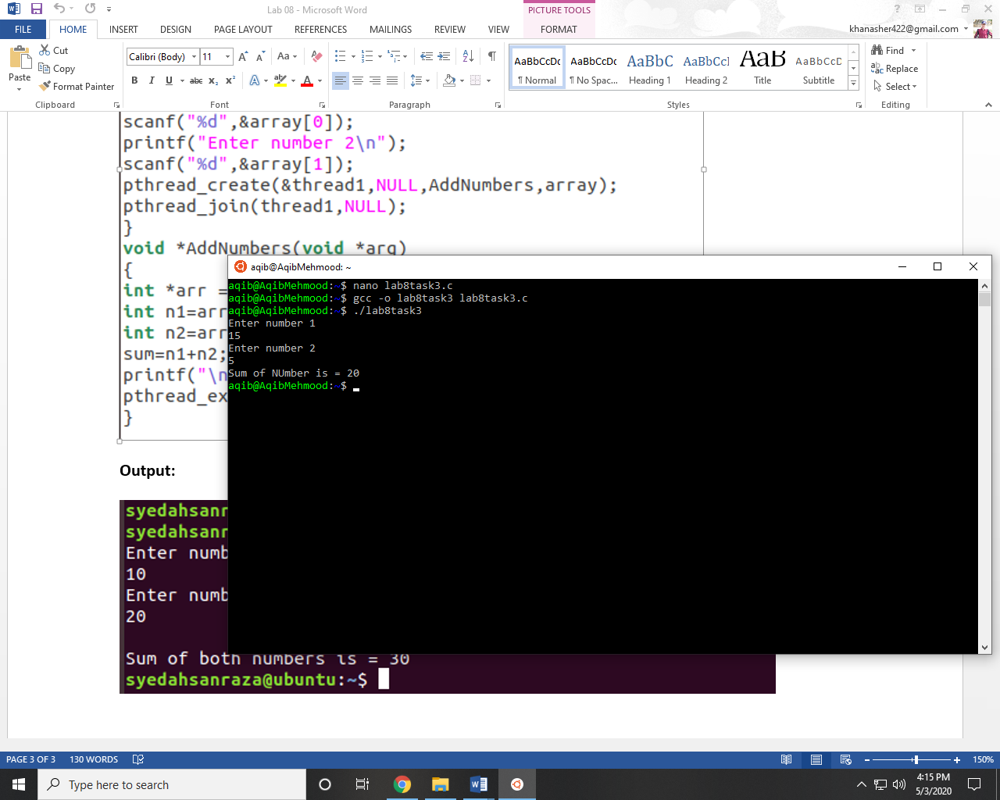 Lab 08 - Microsoft Word
PICTURE TOOLS
FILE HOME INSERT DESIGN PAGE LAYOUT REFERENCES MAILINGS REVIEW VIEW FORMAT
khanasher422@gmail.com
Paste
Cut
Copy
Format Painter
Clipboard
Calibri (Body) 11
Font
Paragraph
AaBbCcDc AaBbCcDc AaBbC AaBbCcI AaB AaBbCcD
¶ Normal ¶ No Spac... Heading 1 Heading 2 Title Subtitle
Styles
Find
Replace
Select
Editing
scanf("%d",&array[0]);
printf("Enter number 2\n");
scanf("%d",&array[1]);
pthread_create(&thread1,NULL,AddNumbers,array);
pthread_join(thread1,NULL);
}
void *AddNumbers(void *arg)
{
int *arr =
int n1=arr
int n2=arr
sum=n1+n2;
printf("\n
pthread_ex
}
Output:
syedahsanr
syedahsanr
Enter numb
10
Enter numb
20
Sum of both numbers is = 30
syedahsanraza@ubuntu:~$
aqib@AqibMehmood: ~
aqib@AqibMehmood:~$ nano lab8task3.c
aqib@AqibMehmood:~$ gcc -o lab8task3 lab8task3.c
aqib@AqibMehmood:~$ ./lab8task3
Enter number 1
15
Enter number 2
5
Sum of NUmber is = 20
aqib@AqibMehmood:~$
PAGE 3 OF 3 130 WORDS
150%
Type here to search
4:15 PM
5/3/2020